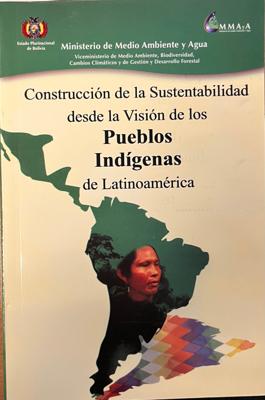 Estado Plurinacional
de Bolivia
Ministerio de Medio Ambiente y Agua
Viceministerio de Medio Ambiente, Biodiversidad,
Cambios Climáticos y de Gestión y Desarrollo Forestal
MMAyA
Construcción de la Sustentabilidad
desde la Visión de los
Pueblos
Indígenas
de Latinoamérica